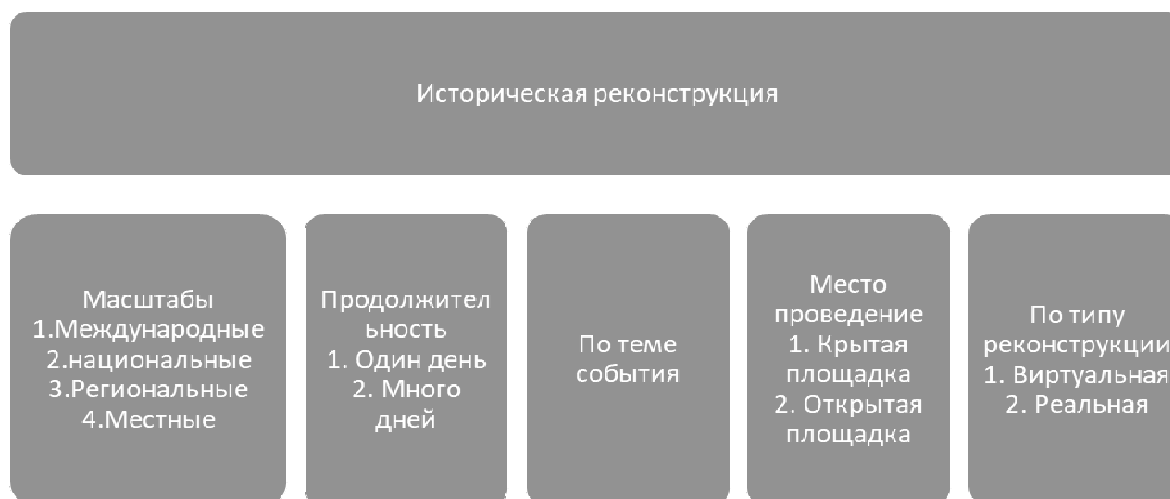 Историческая реконструкция
Масштабы
1.Международные
2.национальные
3.Региональные
4.Местные
Продолжител
ьность
1. Один день
2. Много
дней
По теме
события
Место
проведение
1. Крытая
площадка
2. Открытая
площадка
По типу
реконструкции
1. Виртуальная
2. Реальная